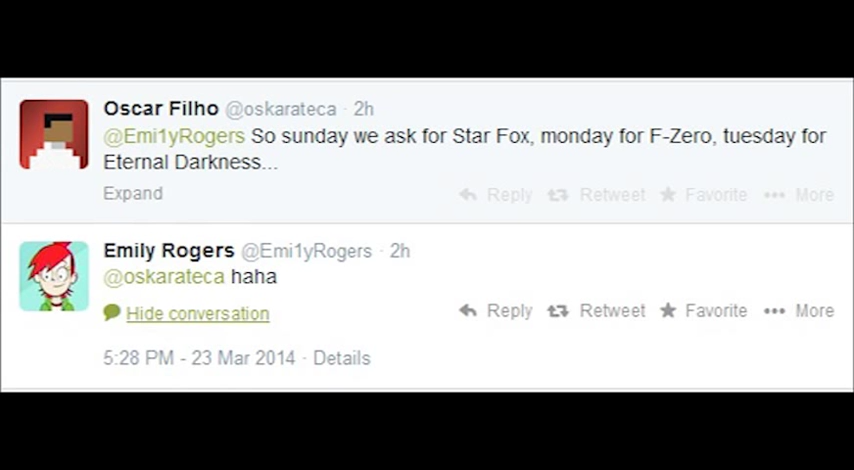 Oscar Filho @oskarateca · 2h
@Emi1yRogers So sunday we ask for Star Fox, monday for F-Zero, tuesday for
Eternal Darkness...
Expand Reply Retweet Favorite More
Emily Rogers @Emi1yRogers · 2h
@oskarateca haha
Hide conversation Reply Retweet Favorite More
5:28 PM - 23 Mar 2014 · Details